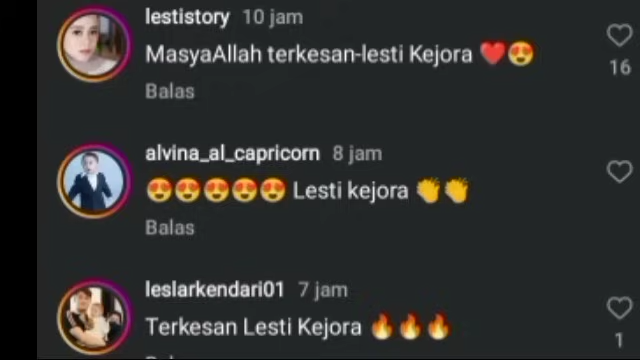 lestistory 10 jam
MasyaAllah terkesan-lesti Kejora ❤️😍
16
Balas
alvina_al_capricorn 8 jam
😍😍😍😍😍 Lesti kejora 👏👏
Balas
leslarkendari01 7 jam
Terkesan Lesti Kejora 🔥🔥🔥
1